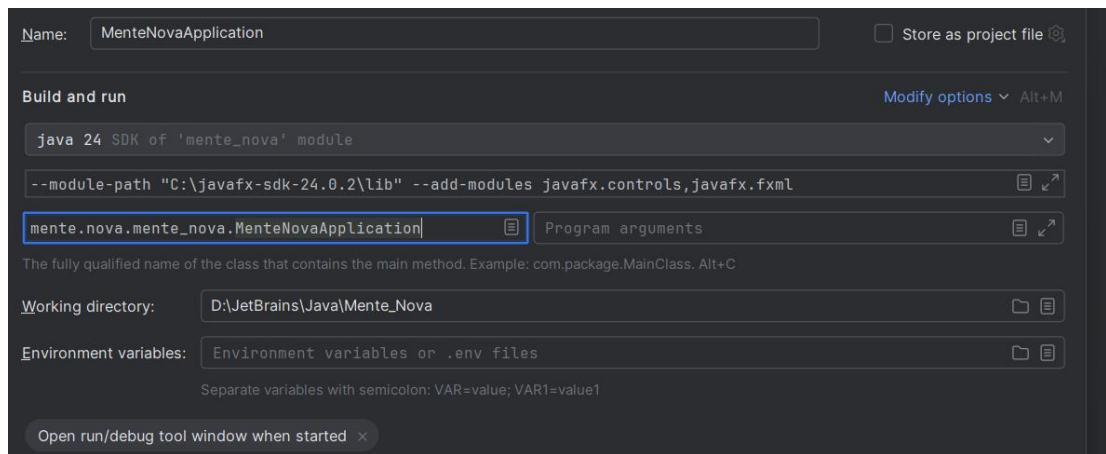 Name: MenteNovaApplication Store as project file
Build and run Modify options Alt+M
java 24 SDK of 'mente_nova' module
--module-path "C:\javafx-sdk-24.0.2\lib" --add-modules javafx.controls,javafx.fxml
mente.nova.mente_nova.MenteNovaApplication Program arguments
The fully qualified name of the class that contains the main method. Example: com.package.MainClass. Alt+C
Working directory: D:\JetBrains\Java\Mente_Nova
Environment variables: Environment variables or .env files
Separate variables with semicolon: VAR=value; VAR1=value1
Open run/debug tool window when started ×